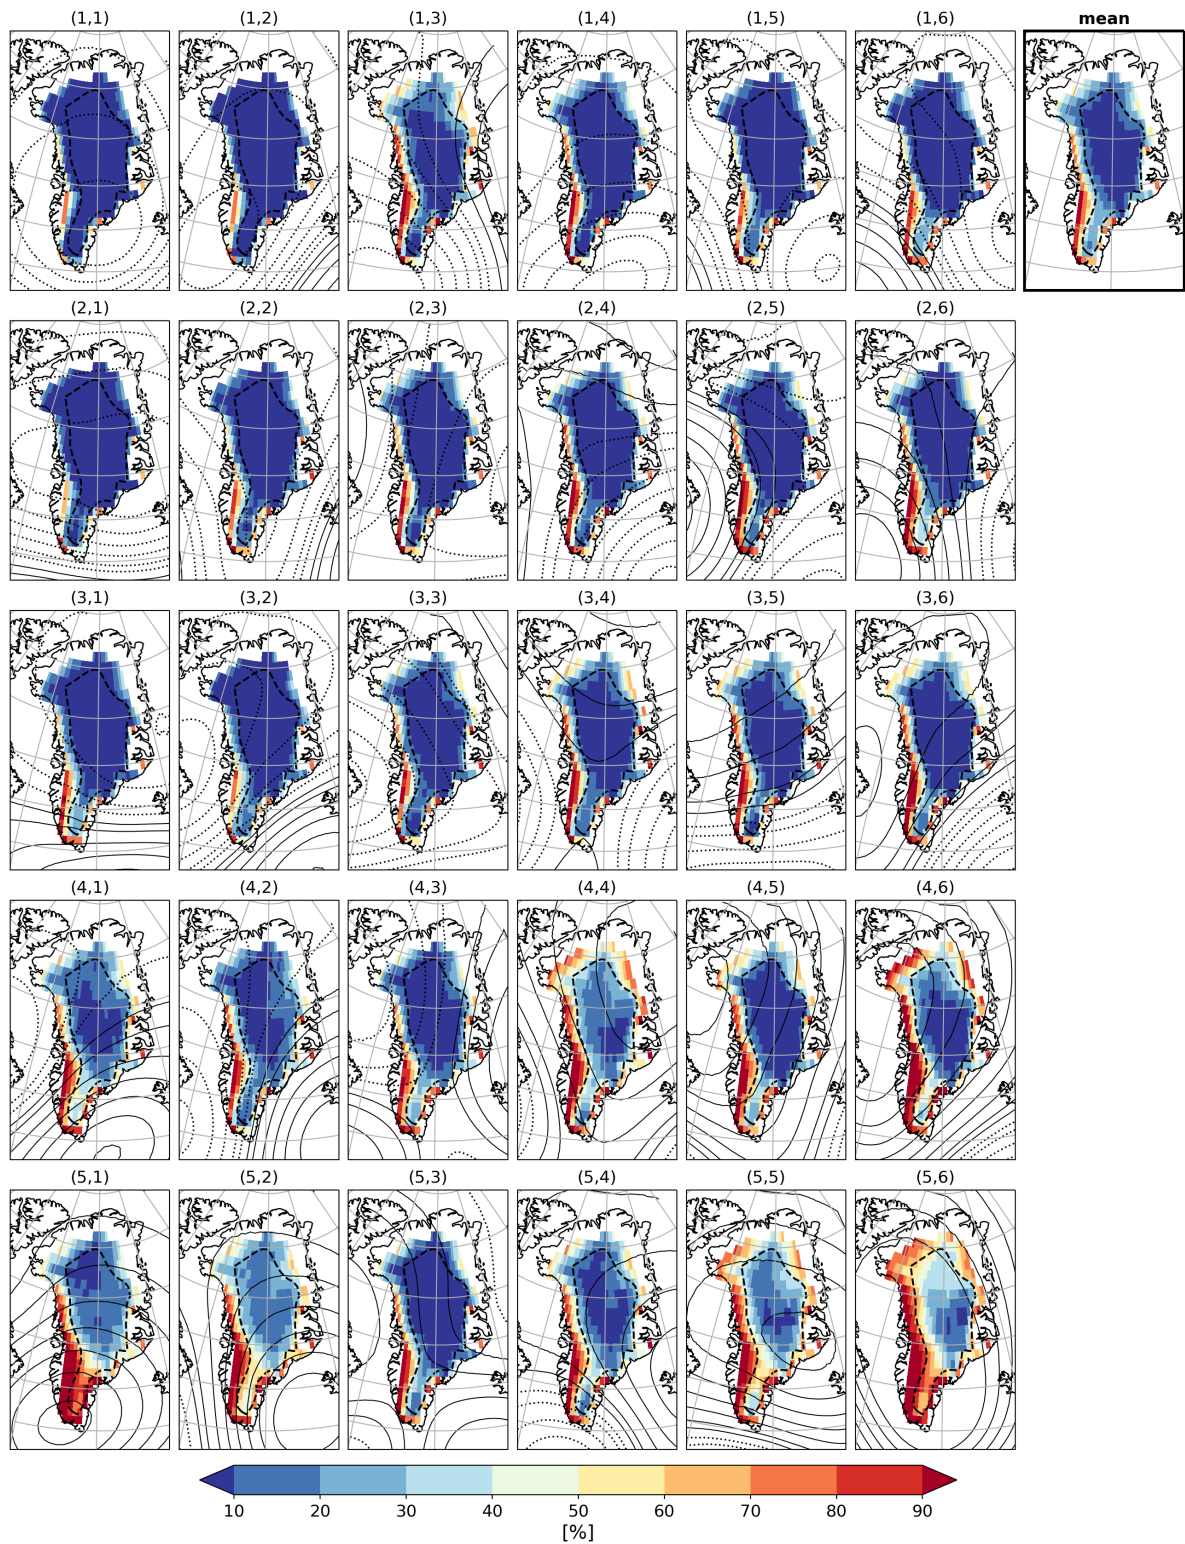 (1,1) (1,2) (1,3) (1,4) (1,5) (1,6) mean
(2,1) (2,2) (2,3) (2,4) (2,5) (2,6)
(3,1) (3,2) (3,3) (3,4) (3,5) (3,6)
(4,1) (4,2) (4,3) (4,4) (4,5) (4,6)
(5,1) (5,2) (5,3) (5,4) (5,5) (5,6)
10 20 30 40 50 60 70 80 90
[%]